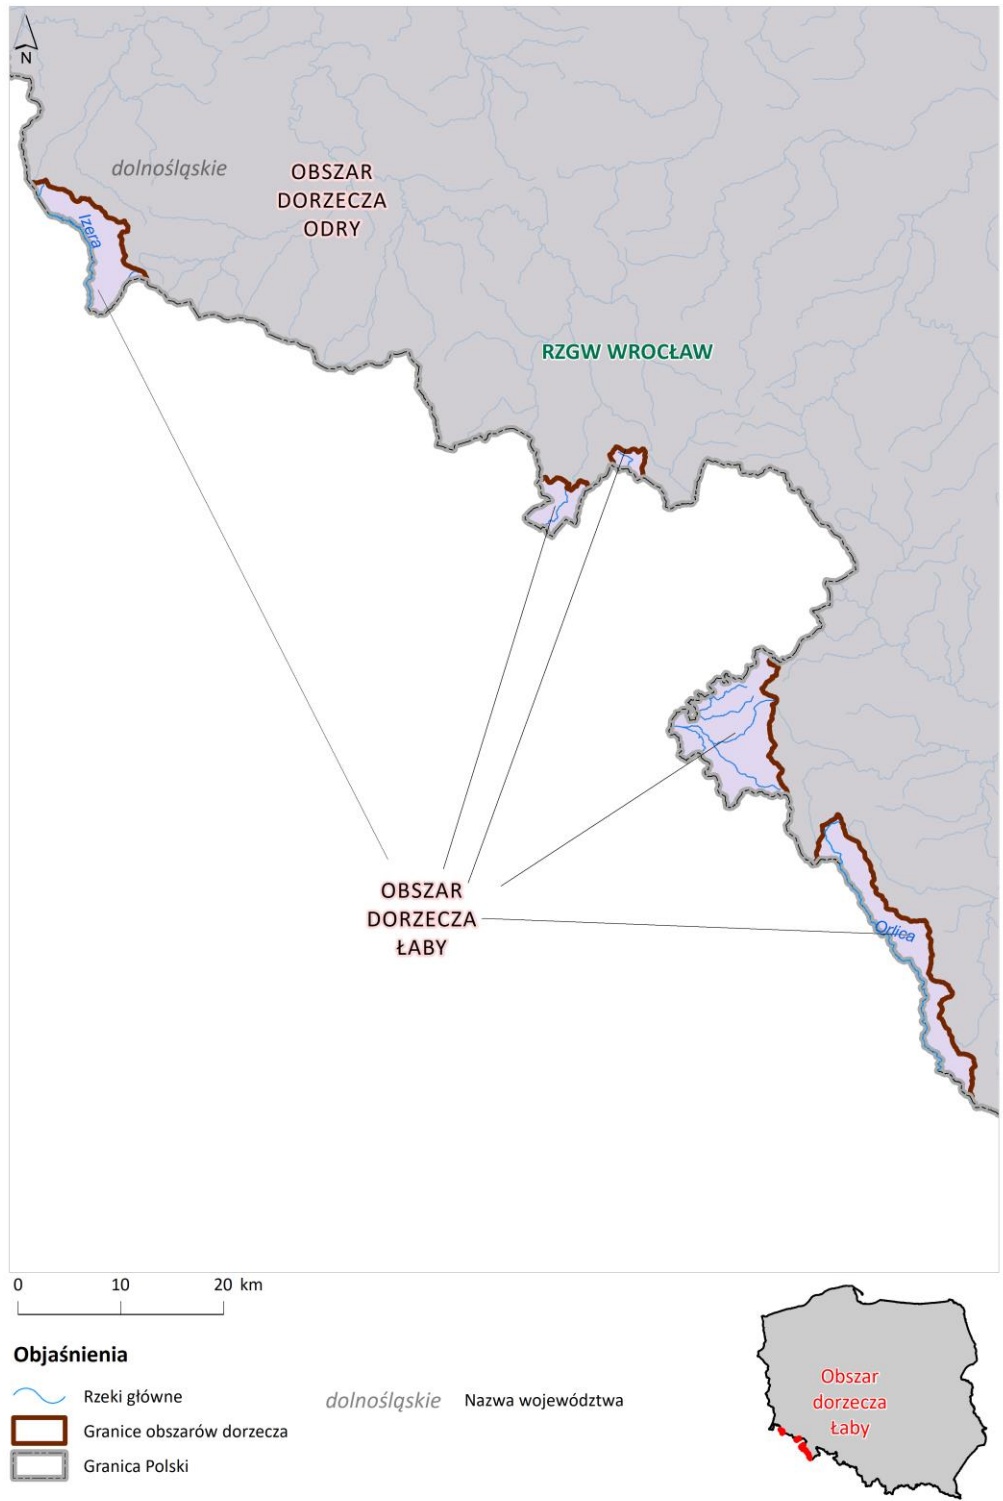 N
dolnośląskie
OBSZAR
DORZECZA
ODRY
Izera
RZGW WROCŁAW
OBSZAR
DORZECZA
ŁABY
Orlica
0 10 20 km
Objaśnienia
Rzeki główne
dolnośląskie Nazwa województwa
Granice obszarów dorzecza
Granica Polski
Obszar
dorzecza
Łaby